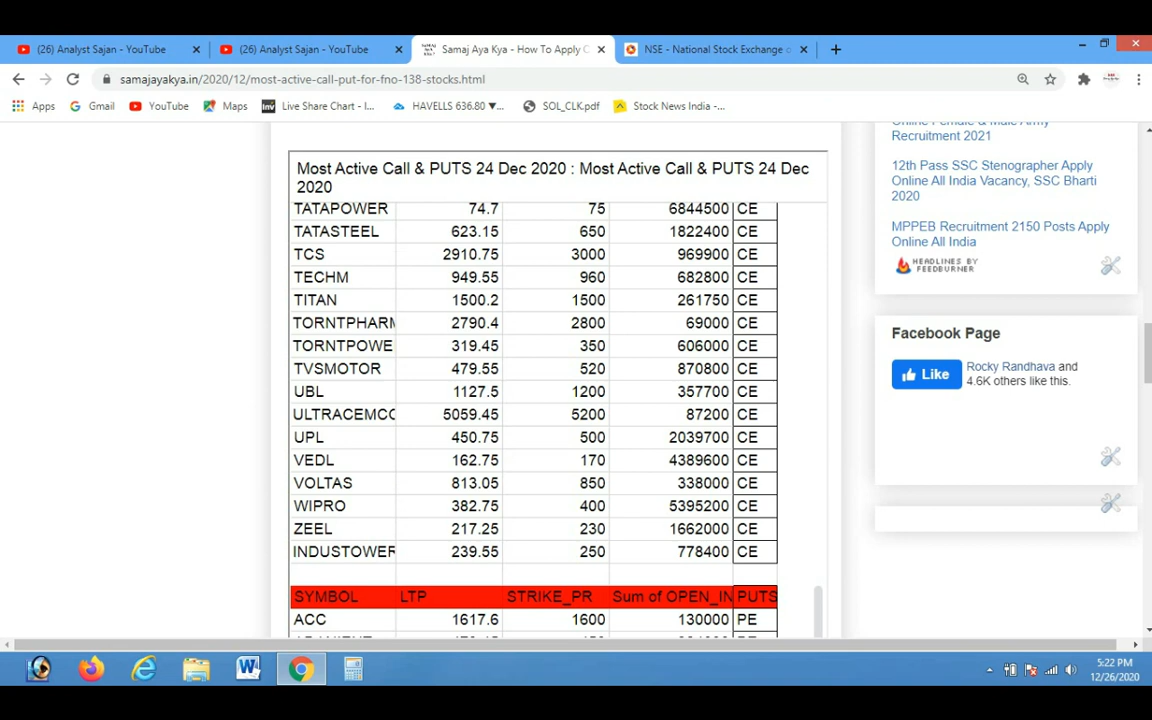 (26) Analyst Sajan - YouTube
(26) Analyst Sajan - YouTube
Samaj Aya Kya - How To Apply C
NSE - National Stock Exchange o
samajayakya.in/2020/12/most-active-call-put-for-fno-138-stocks.html
Apps Gmail YouTube Maps Live Share Chart - I... HAVELLS 636.80 ▼... SOL_CLK.pdf Stock News India -...
Most Active Call & PUTS 24 Dec 2020 : Most Active Call & PUTS 24 Dec
2020
TATAPOWER 74.7 75 6844500 CE
TATASTEEL 623.15 650 1822400 CE
TCS 2910.75 3000 969900 CE
TECHM 949.55 960 682800 CE
TITAN 1500.2 1500 261750 CE
TORNTPHARM 2790.4 2800 69000 CE
TORNTPOWE 319.45 350 606000 CE
TVSMOTOR 479.55 520 870800 CE
UBL 1127.5 1200 357700 CE
ULTRACEMCO 5059.45 5200 87200 CE
UPL 450.75 500 2039700 CE
VEDL 162.75 170 4389600 CE
VOLTAS 813.05 850 338000 CE
WIPRO 382.75 400 5395200 CE
ZEEL 217.25 230 1662000 CE
INDUSTOWER 239.55 250 778400 CE
SYMBOL LTP STRIKE_PR Sum of OPEN_IN PUTS
ACC 1617.6 1600 130000 PE
Online Female & Male Army
Recruitment 2021
12th Pass SSC Stenographer Apply
Online All India Vacancy, SSC Bharti
2020
MPPEB Recruitment 2150 Posts Apply
Online All India
HEADLINES BY
FEEDBURNER
Facebook Page
Like
Rocky Randhava and
4.6K others like this.
5:22 PM
12/26/2020